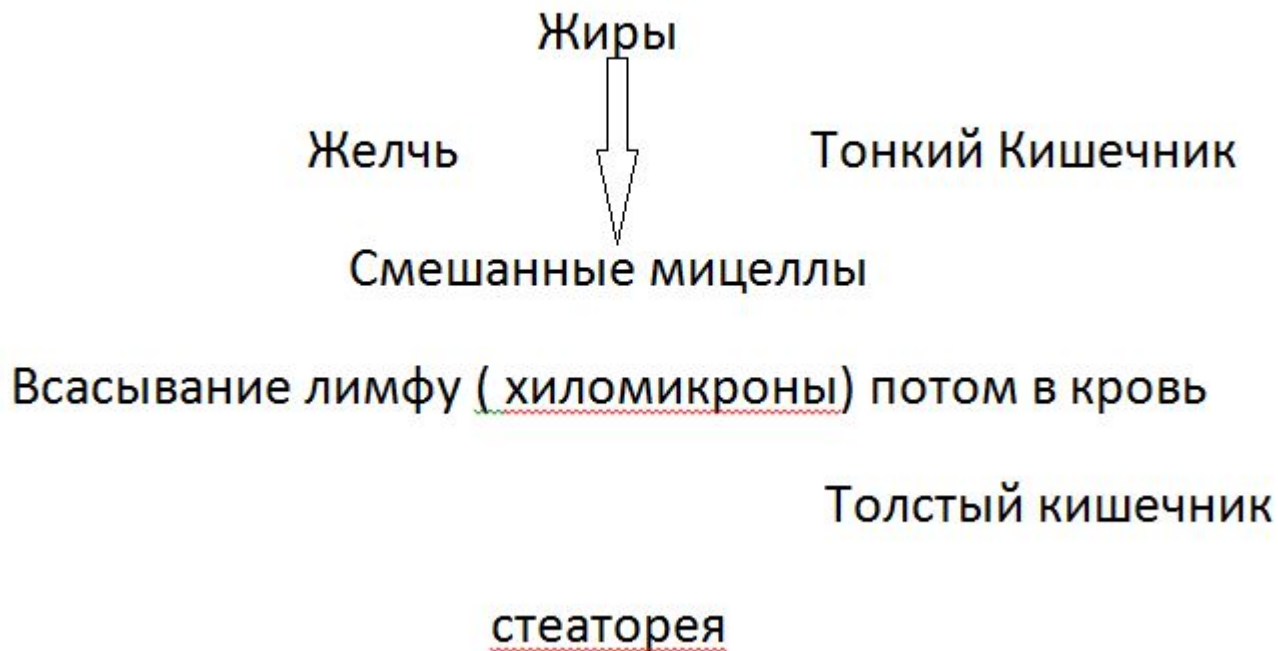 Жиры
Желчь Тонкий Кишечник
Смешанные мицеллы
Всасывание лимфу ( хиломикроны) потом в кровь
Толстый кишечник
стеаторея